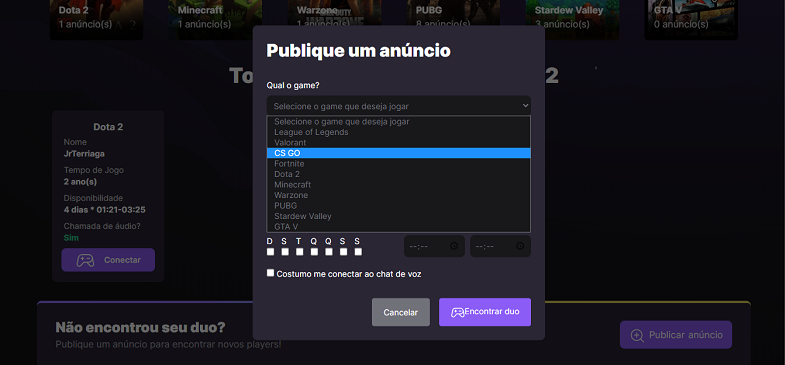 Dota 2
1 anúncio(s)
Minecraft
1 anúncio(s)
Warzone
1 anúncio(s)
PUBG
8 anúncio(s)
Stardew Valley
3 anúncio(s)
GTA V
0 anúncio(s)
Publique um anúncio
To
2
Qual o game?
Selecione o game que deseja jogar
Selecione o game que deseja jogar
League of Legends
Valorant
CS GO
Fortnite
Dota 2
Minecraft
Warzone
PUBG
Stardew Valley
GTA V
D S T Q Q S S
--:-- --:--
Costumo me conectar ao chat de voz
Cancelar
Encontrar duo
Dota 2
Nome
JrTerriaga
Tempo de Jogo
2 ano(s)
Disponibilidade
4 dias * 01:21-03:25
Chamada de áudio?
Sim
Conectar
Não encontrou seu duo?
Publique um anúncio para encontrar novos players!
Publicar anúncio